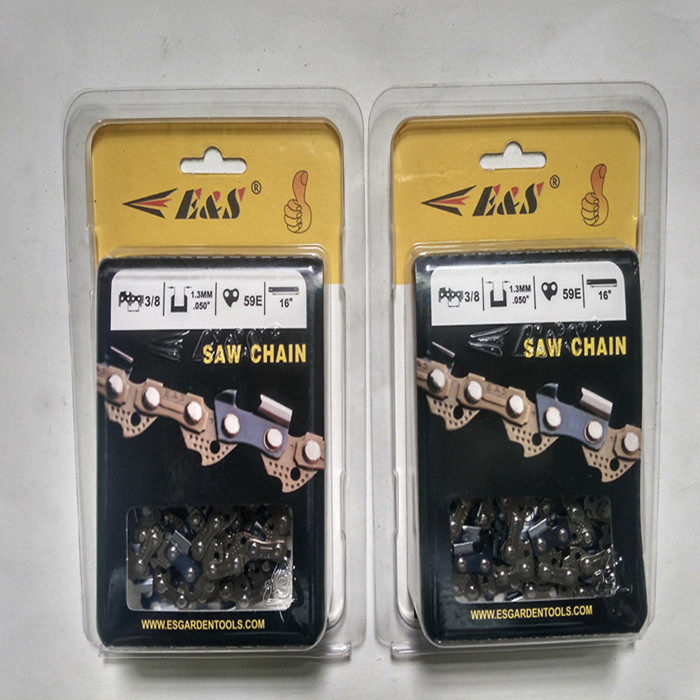 E&S®
3/8 1.3MM .050" 59E 16"
SAW CHAIN
WWW.ESGARDENTOOLS.COM
E&S®
3/8 1.3MM .050" 59E 16"
SAW CHAIN
WWW.ESGARDENTOOLS.COM